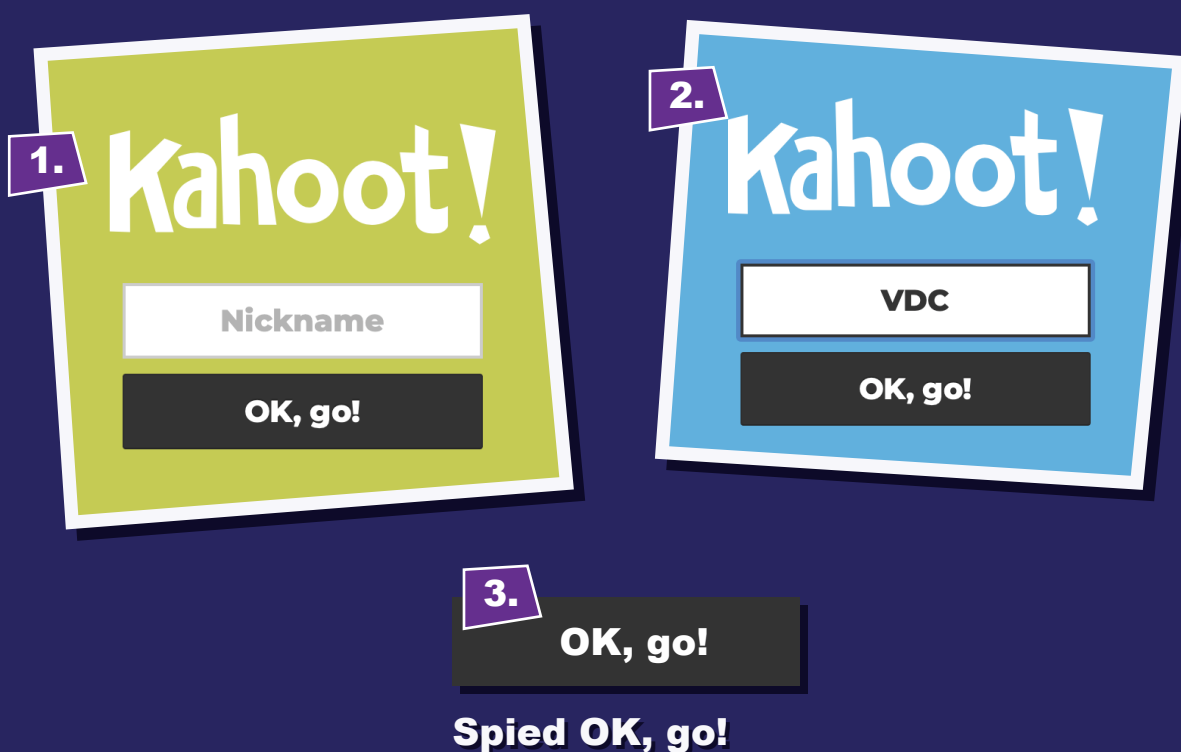 1.
Kahoot!
Nickname
OK, go!
2.
Kahoot!
VDC
OK, go!
3.
OK, go!
Spied OK, go!